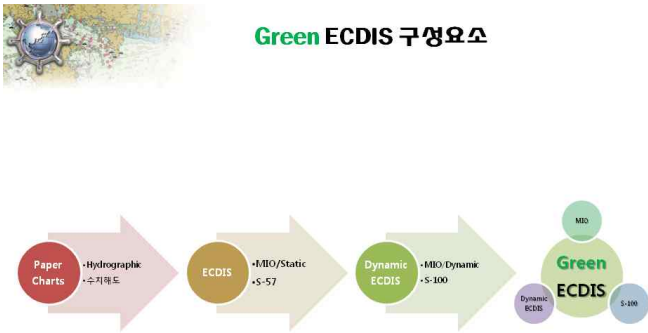 Green ECDIS 구성요소
Paper
Charts
•Hydrographic
•수지해도
ECDIS
•MIO/Static
•S-57
Dynamic
ECDIS
•MIO/Dynamic
•S-100
MIO
Green
ECDIS
Dynamic
ECDIS
S-100